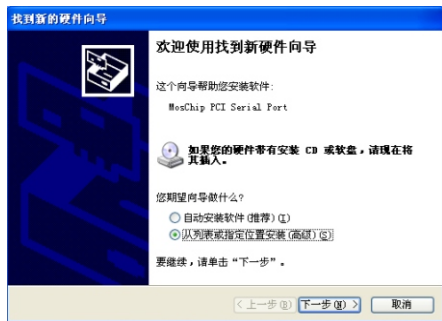 找到新的硬件向导
欢迎使用找到新硬件向导
这个向导帮助您安装软件:
MosChip PCI Serial Port
如果您的硬件带有安装 CD 或软盘，请现在将
其插入。
您期望向导做什么?
自动安装软件(推荐)(I)
从列表或指定位置安装(高级)(S)
要继续，请单击“下一步”。
< 上一步(B) 下一步(N) > 取消